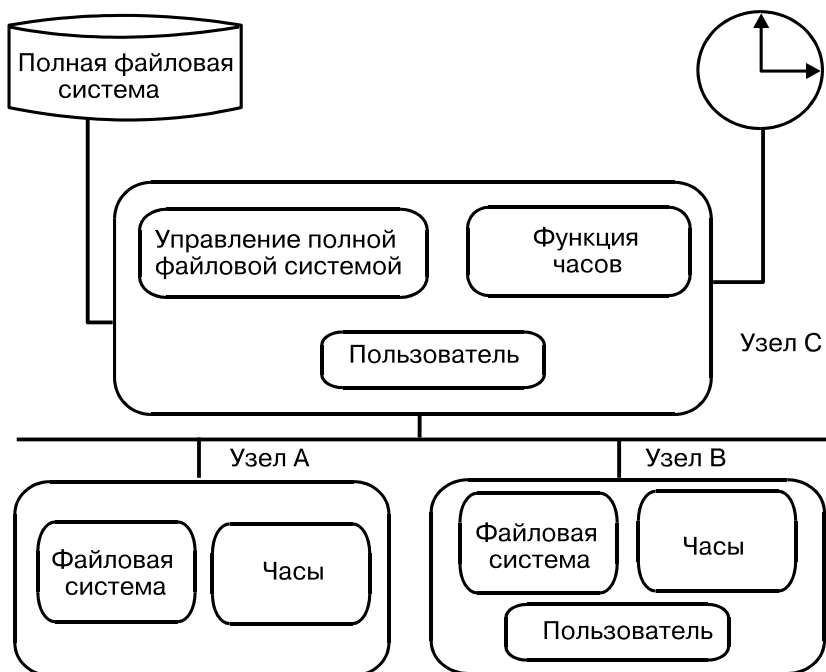 Полная файловая
система
Управление полной
файловой системой
Функция
часов
Пользователь
Узел С
Узел А
Узел В
Файловая
система
Часы
Файловая
система
Часы
Пользователь